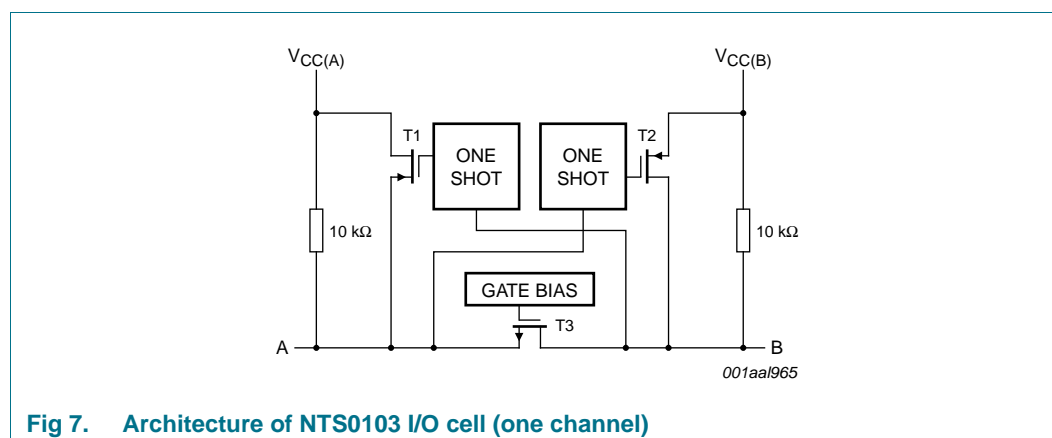 VCC(A)
VCC(B)
T1
T2
ONE
SHOT
ONE
SHOT
10 kΩ
10 kΩ
GATE BIAS
T3
A
B
001aal965
Fig 7. Architecture of NTS0103 I/O cell (one channel)